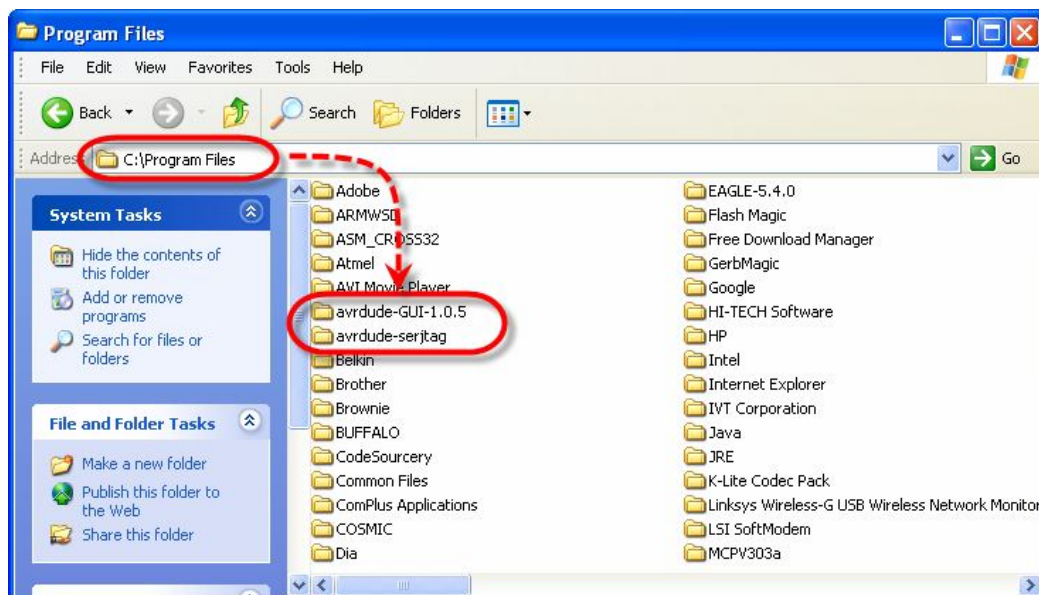 Program Files
File Edit View Favorites Tools Help
Back Search Folders
Address C:\Program Files Go
System Tasks
Hide the contents of
this folder
Add or remove
programs
Search for files or
folders
File and Folder Tasks
Make a new folder
Publish this folder to
the Web
Share this folder
Adobe
ARMWSD
ASM_CROSS32
Atmel
AVI Movie Player
avrdude-GUI-1.0.5
avrdude-serjtag
Belkin
Brother
Brownie
BUFFALO
CodeSourcery
Common Files
ComPlus Applications
COSMIC
Dia
EAGLE-5.4.0
Flash Magic
Free Download Manager
GerbMagic
Google
HI-TECH Software
HP
Intel
Internet Explorer
IVT Corporation
Java
JRE
K-Lite Codec Pack
Linksys Wireless-G USB Wireless Network Monitor
LSI SoftModem
MCPV303a